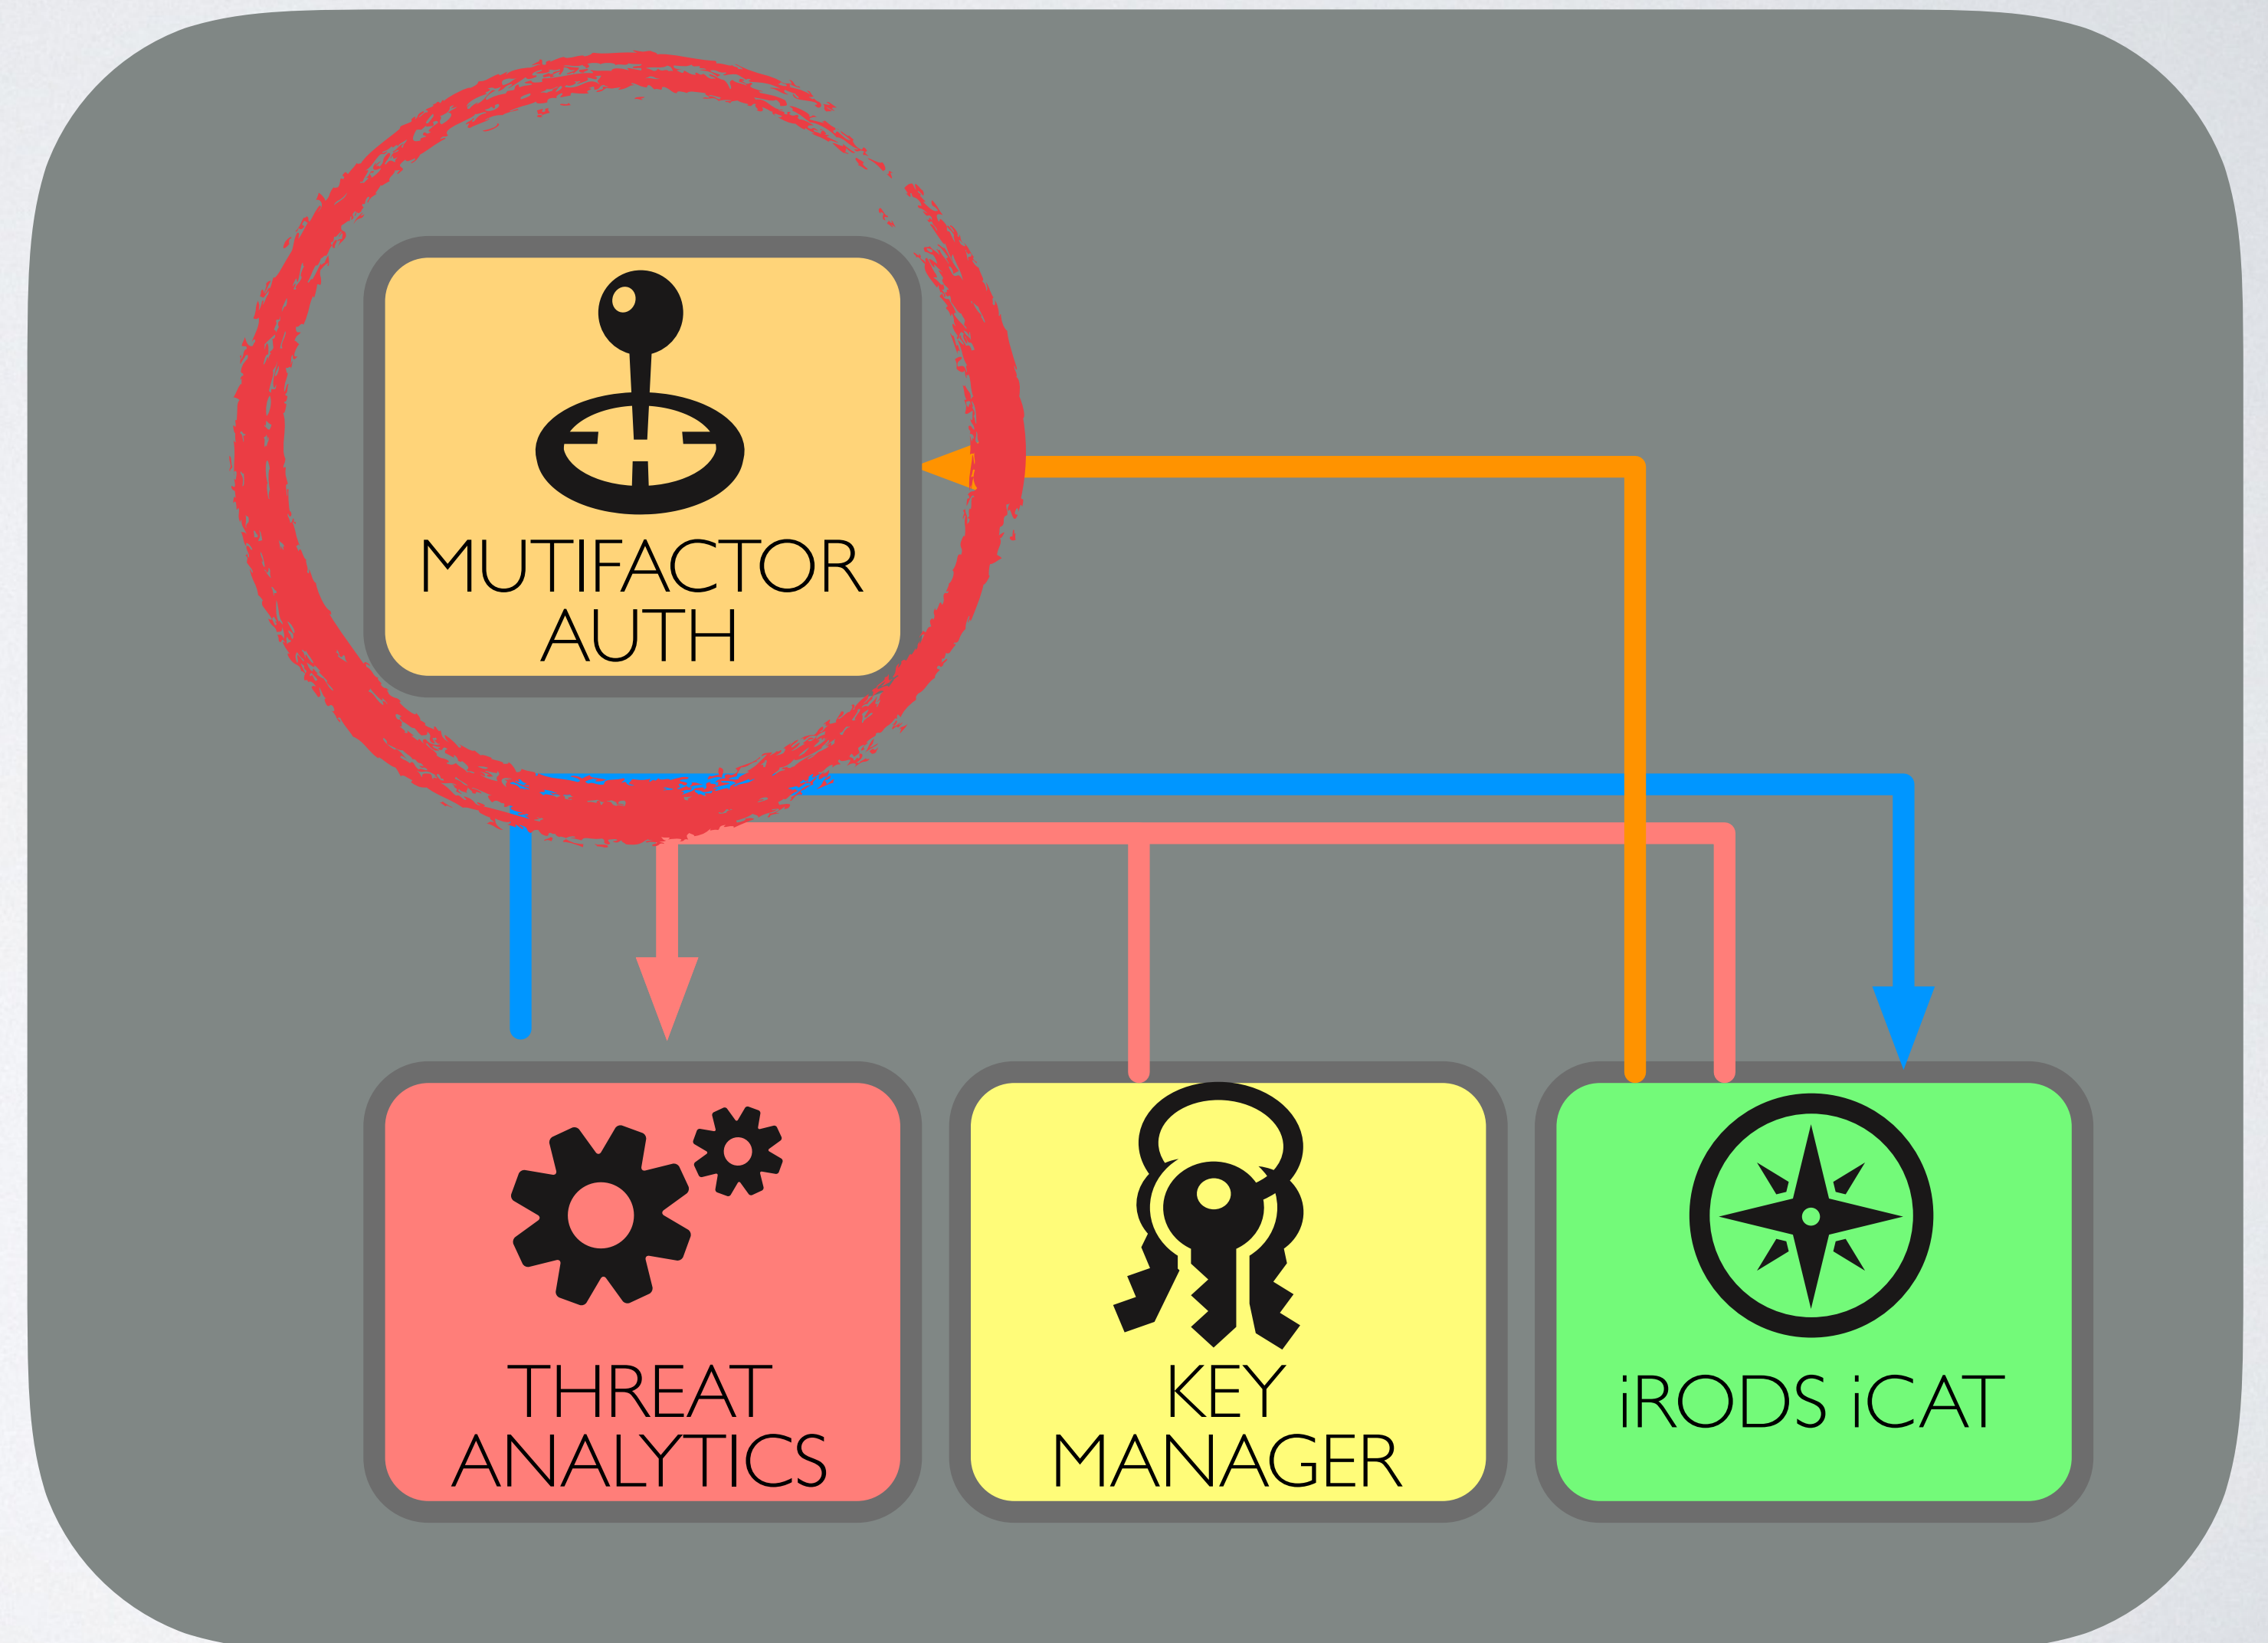 MUTIFACTOR
AUTH
THREAT
ANALYTICS
KEY
MANAGER
iRODS iCAT